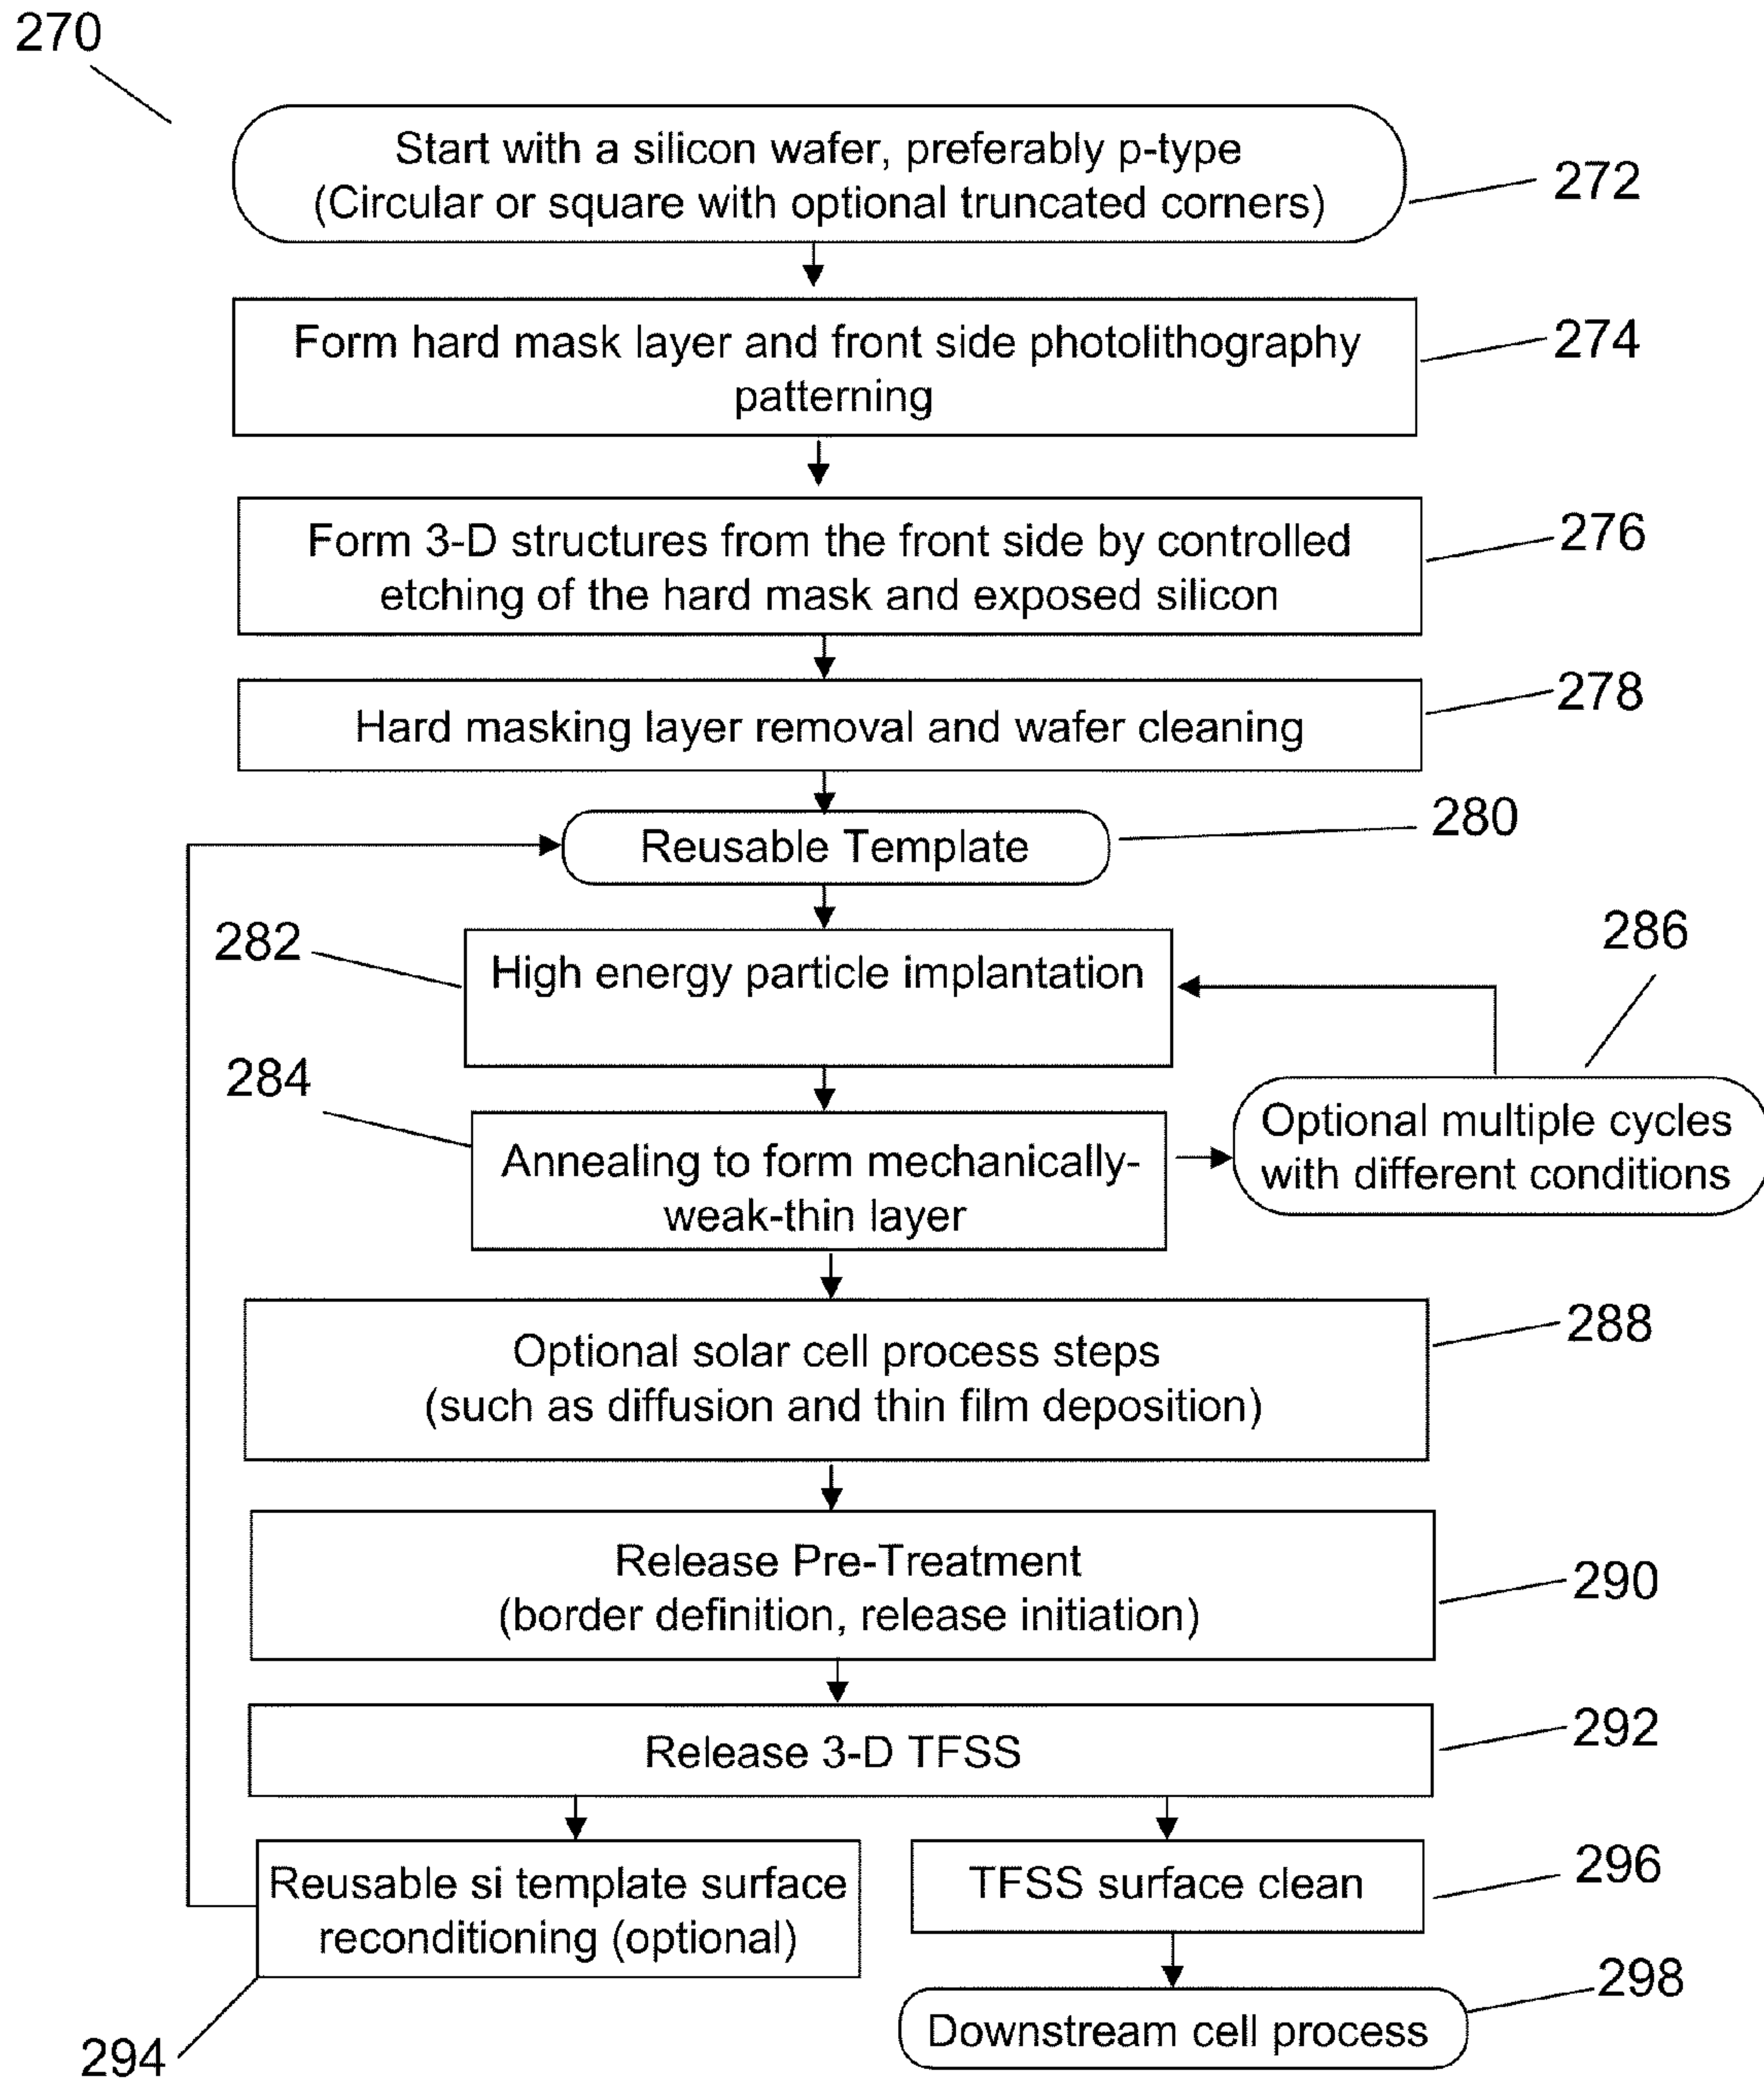 270
Start with a silicon wafer, preferably p-type
(Circular or square with optional truncated corners)
272
Form hard mask layer and front side photolithography
patterning
274
Form 3-D structures from the front side by controlled
etching of the hard mask and exposed silicon
276
Hard masking layer removal and wafer cleaning
278
Reusable Template
280
282
High energy particle implantation
286
284
Annealing to form mechanically-
weak-thin layer
Optional multiple cycles
with different conditions
Optional solar cell process steps
(such as diffusion and thin film deposition)
288
Release Pre-Treatment
(border definition, release initiation)
290
Release 3-D TFSS
292
Reusable si template surface
reconditioning (optional)
294
TFSS surface clean
296
Downstream cell process
298